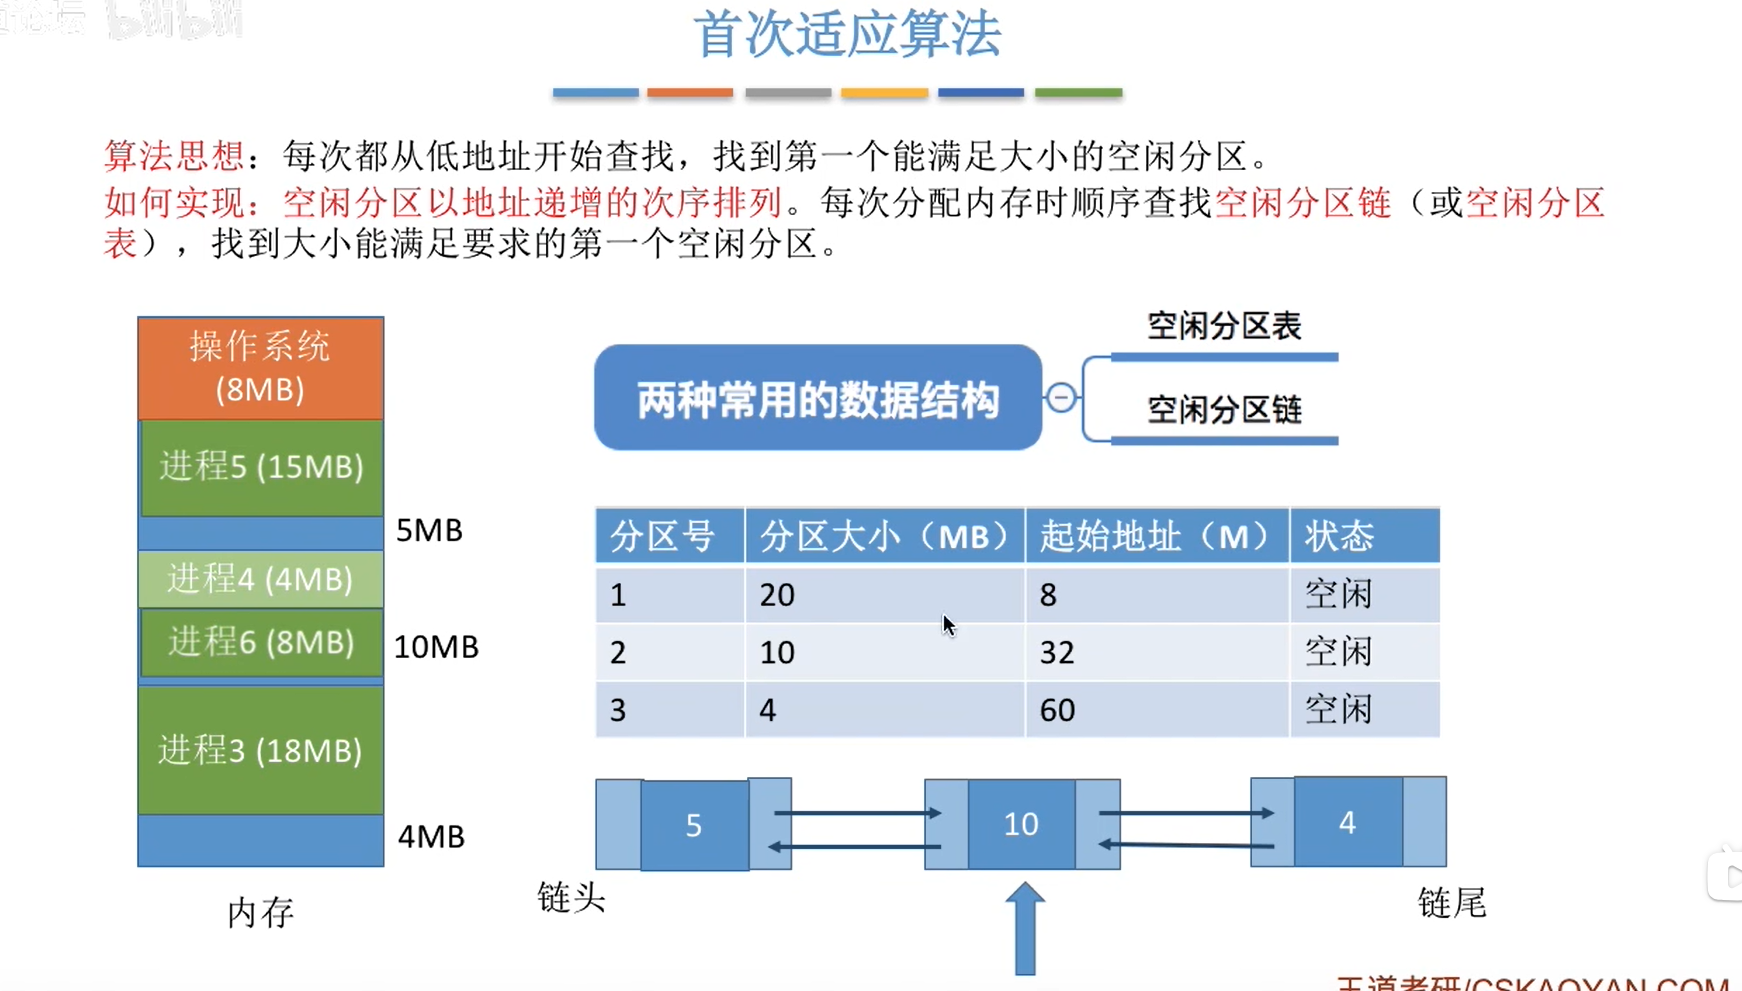 首次适应算法
算法思想：每次都从低地址开始查找，找到第一个能满足大小的空闲分区。
如何实现：空闲分区以地址递增的次序排列。每次分配内存时顺序查找空闲分区链（或空闲分区
表），找到大小能满足要求的第一个空闲分区。
操作系统
(8MB)
进程5 (15MB)
5MB
进程4 (4MB)
进程6 (8MB)
10MB
进程3 (18MB)
4MB
内存
两种常用的数据结构
空闲分区表
空闲分区链
分区号 分区大小（MB） 起始地址（M） 状态
1 20 8 空闲
2 10 32 空闲
3 4 60 空闲
5 10 4
链头 链尾
王道考研/CSKAOYAN.COM